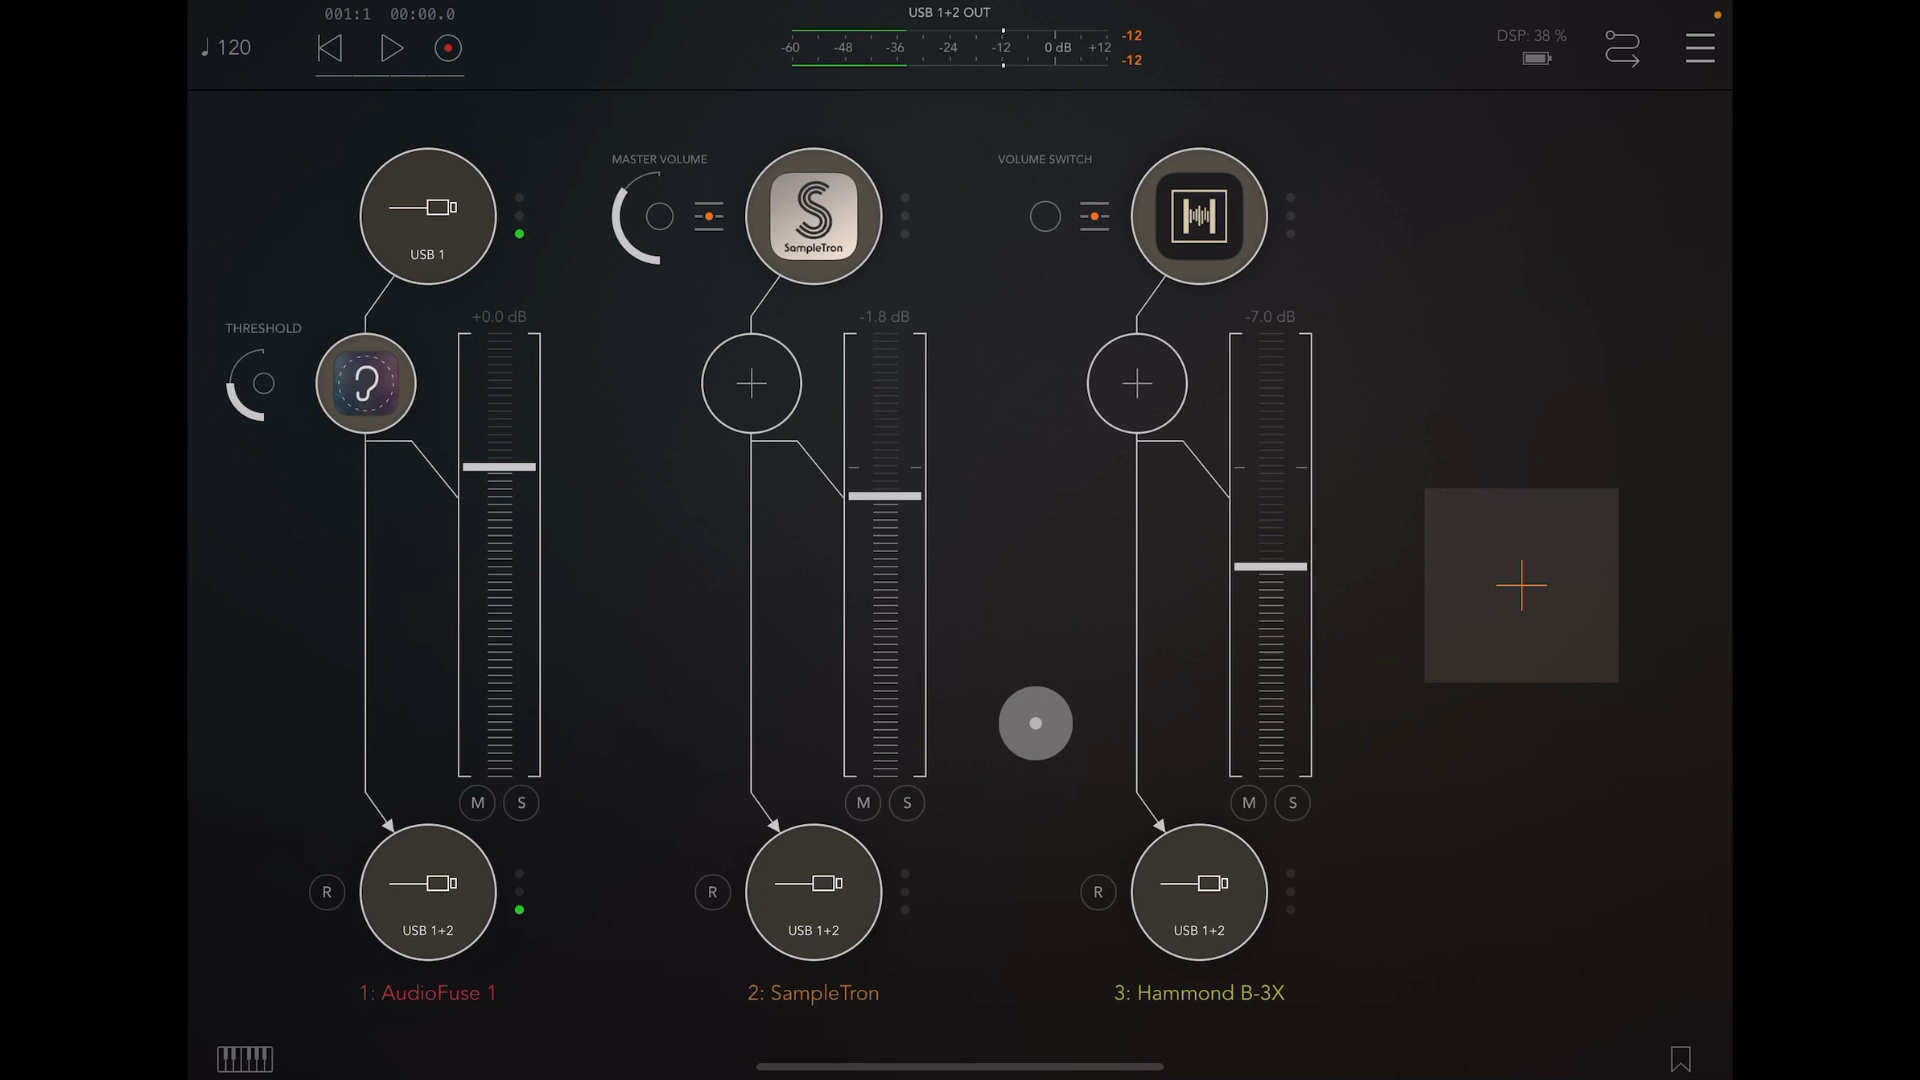 001:1 00:00.0
USB 1+2 OUT
120
-60 -48 -36 -24 -12 0 dB +12
-12
-12
DSP: 38 %
MASTER VOLUME
VOLUME SWITCH
SampleTron
USB 1
THRESHOLD
+0.0 dB
-1.8 dB
-7.0 dB
M S
M S
M S
R
R
R
USB 1+2
USB 1+2
USB 1+2
1: AudioFuse 1
2: SampleTron
3: Hammond B-3X